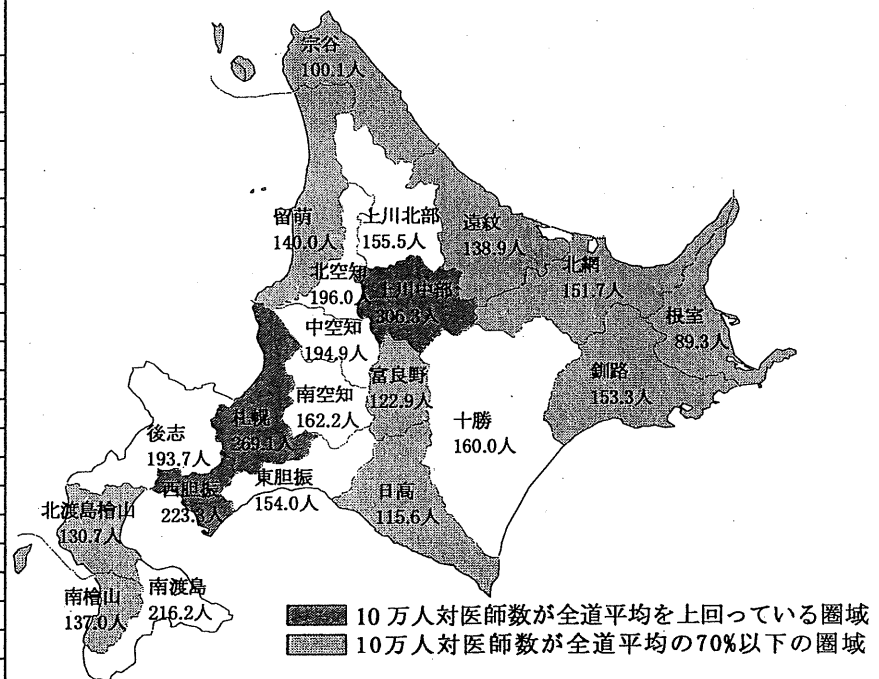 宗谷
100.1人
留萌
140.0人
上川北部
155.5人
遠紋
138.9人
北網
151.7人
北空知
196.0人
上川中部
306.3人
根室
89.3人
中空知
194.9人
釧路
153.3人
富良野
122.9人
南空知
162.2人
十勝
160.0人
札幌
269.1人
後志
193.7人
東胆振
154.0人
西胆振
223.3人
日高
115.6人
北渡島檜山
130.7人
南檜山
137.0人
南渡島
216.2人
10万人対医師数が全道平均を上回っている圏域
10万人対医師数が全道平均の70%以下の圏域